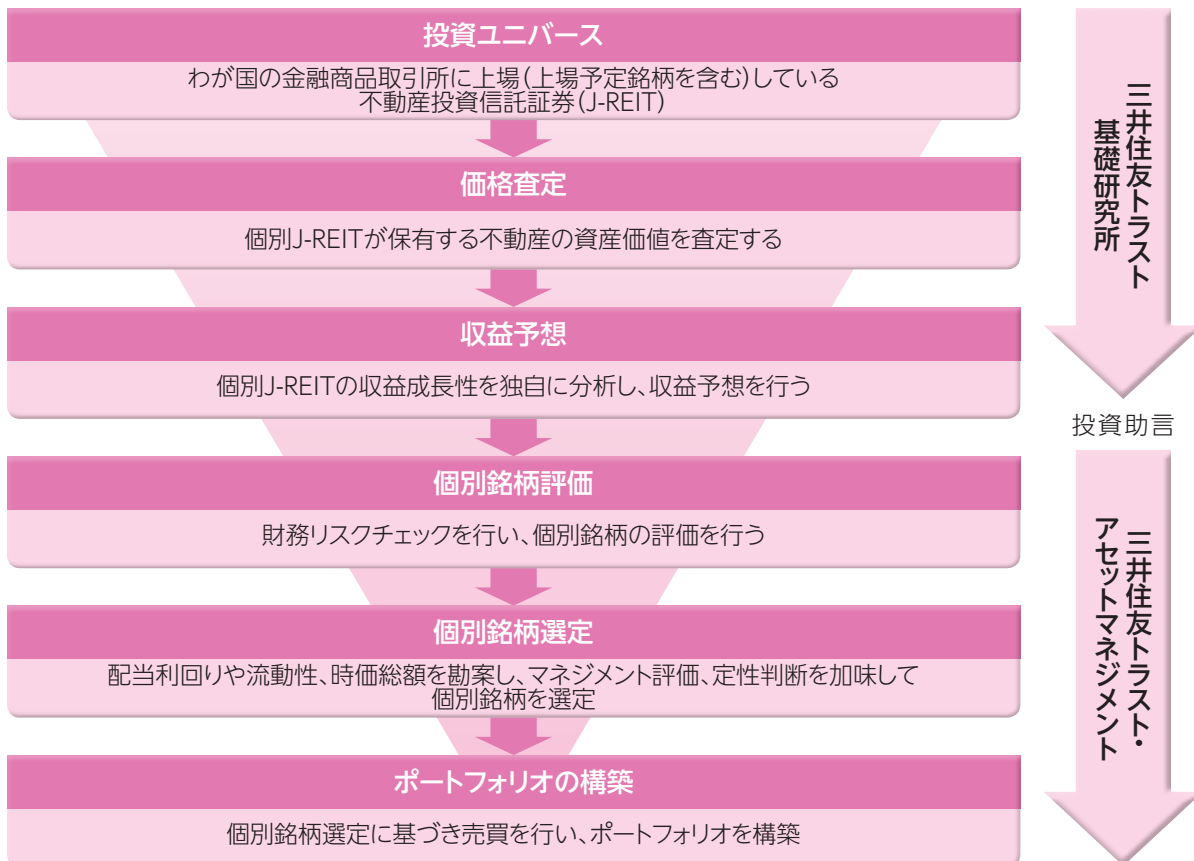 投資ユニバース
わが国の金融商品取引所に上場(上場予定銘柄を含む)している
不動産投資信託証券(J-REIT)
価格査定
個別J-REITが保有する不動産の資産価値を査定する
収益予想
個別J-REITの収益成長性を独自に分析し、収益予想を行う
個別銘柄評価
財務リスクチェックを行い、個別銘柄の評価を行う
個別銘柄選定
配当利回りや流動性、時価総額を勘案し、マネジメント評価、定性判断を加味して
個別銘柄を選定
ポートフォリオの構築
個別銘柄選定に基づき売買を行い、ポートフォリオを構築
三井住友トラスト
基礎研究所
投資助言
三井住友トラスト・
アセットマネジメント